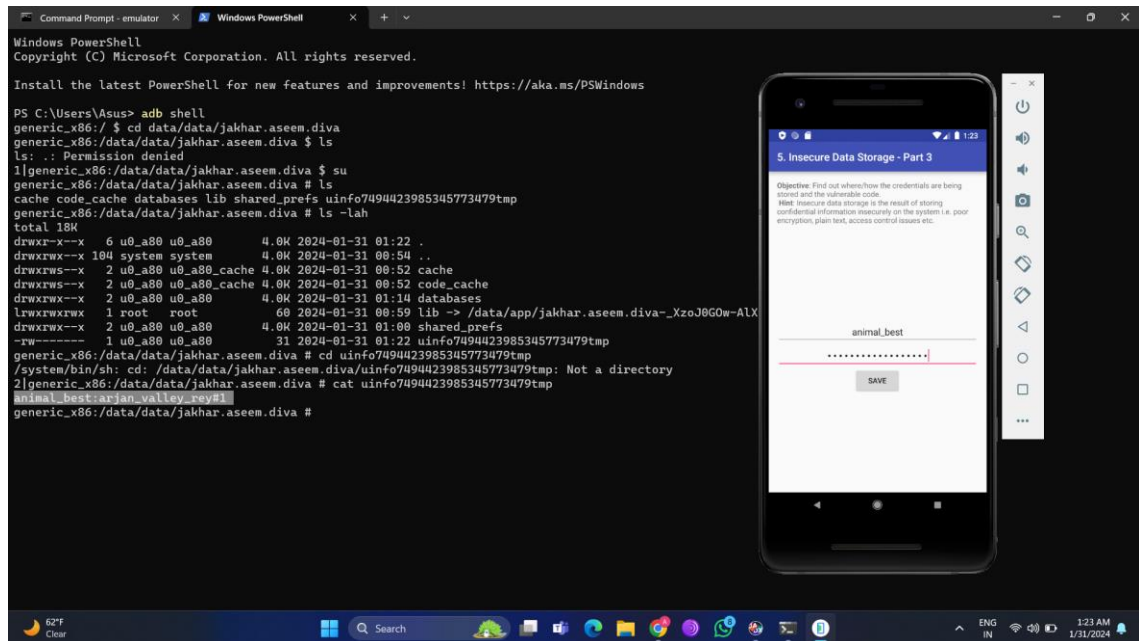 Command Prompt - emulator
Windows PowerShell
Windows PowerShell
Copyright (C) Microsoft Corporation. All rights reserved.
Install the latest PowerShell for new features and improvements! https://aka.ms/PSWindows
PS C:\Users\Asus> adb shell
generic_x86:/ $ cd data/data/jakhar.aseem.diva
generic_x86:/data/data/jakhar.aseem.diva $ ls
ls: .: Permission denied
1|generic_x86:/data/data/jakhar.aseem.diva $ su
generic_x86:/data/data/jakhar.aseem.diva # ls
cache code_cache databases lib shared_prefs uinfo7494423985345773479tmp
generic_x86:/data/data/jakhar.aseem.diva # ls -lah
total 18K
drwxr-x--x   6 u0_a80 u0_a80       4.0K 2024-01-31 01:22 .
drwxrwx--x 104 system system       4.0K 2024-01-31 00:54 ..
drwxrws--x   2 u0_a80 u0_a80_cache 4.0K 2024-01-31 00:52 cache
drwxrws--x   2 u0_a80 u0_a80_cache 4.0K 2024-01-31 00:52 code_cache
drwxrwx--x   2 u0_a80 u0_a80       4.0K 2024-01-31 01:14 databases
lrwxrwxrwx   1 root   root           60 2024-01-31 00:59 lib -> /data/app/jakhar.aseem.diva-_XzoJ0GOw-AlX
drwxrwx--x   2 u0_a80 u0_a80       4.0K 2024-01-31 01:00 shared_prefs
-rw-------   1 u0_a80 u0_a80         31 2024-01-31 01:22 uinfo7494423985345773479tmp
generic_x86:/data/data/jakhar.aseem.diva # cd uinfo7494423985345773479tmp
/system/bin/sh: cd: /data/data/jakhar.aseem.diva/uinfo7494423985345773479tmp: Not a directory
2|generic_x86:/data/data/jakhar.aseem.diva # cat uinfo7494423985345773479tmp
animal_best:arjan_valley_rey#1
generic_x86:/data/data/jakhar.aseem.diva #
1:23
5. Insecure Data Storage - Part 3
Objective: Find out where/how the credentials are being
stored and the vulnerable code.
Hint: Insecure data storage is the result of storing
confidential information insecurely on the system i.e. poor
encryption, plain text, access control issues etc.
animal_best
SAVE
62°F
Clear
Search
ENG
IN
1:23 AM
1/31/2024